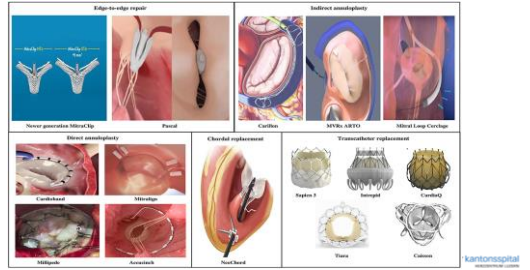 Edge-to-edge repair
Newer generation MitraClip
Pascal
Indirect annuloplasty
Carillon
MVRx ARTO
Mitral Loop Cerclage
Direct annuloplasty
Cardioband
Mitralign
Millipede
Accucinch
Chordal replacement
NeoChord
Transcatheter replacement
Sapien 3
Intrepid
CardiaQ
Tiara
Caisson
kantonsspital